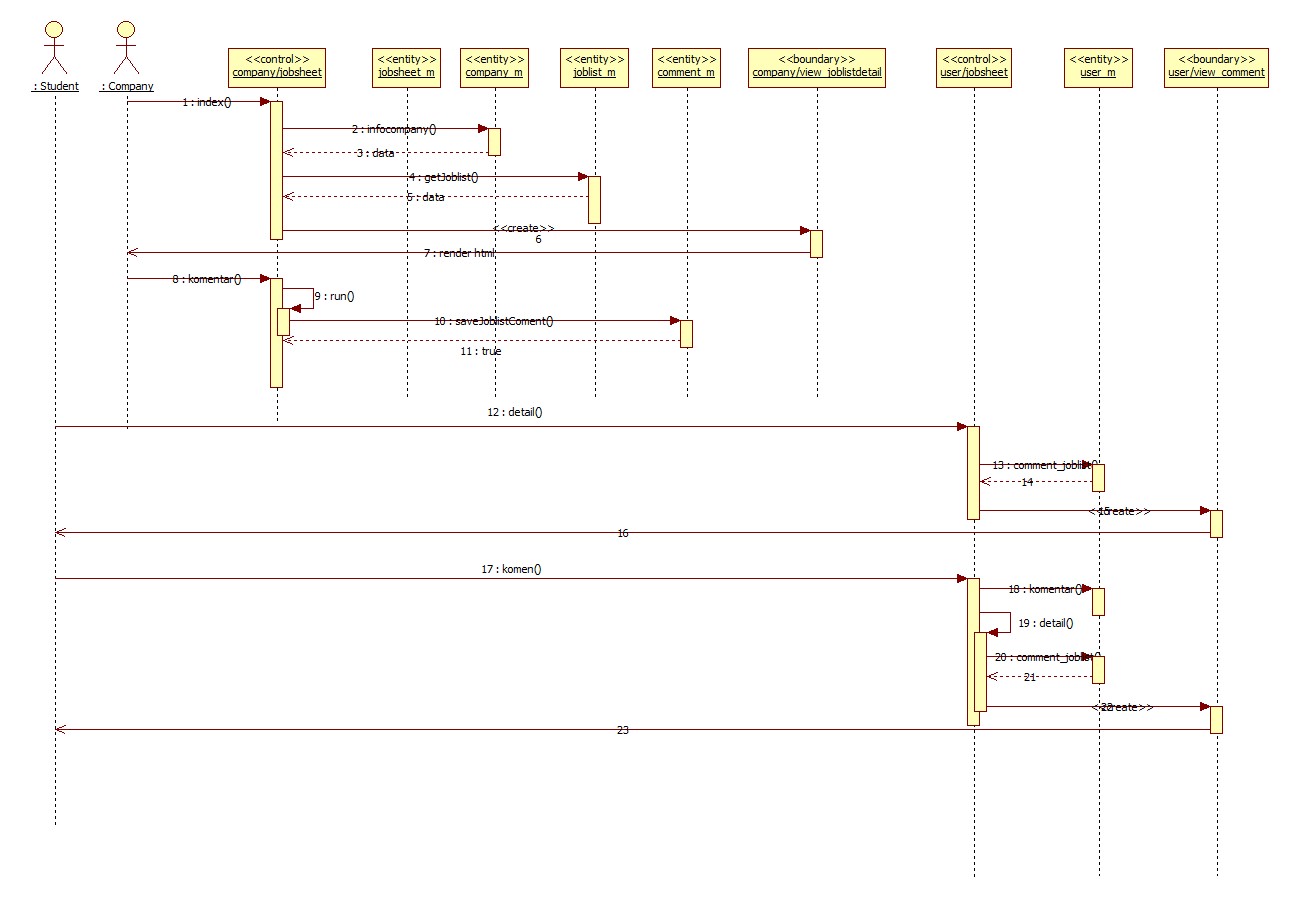 <<control>>
company/jobsheet
<<entity>>
jobsheet_m
<<entity>>
company_m
<<entity>>
joblist_m
<<entity>>
comment_m
<<boundary>>
company/view_joblistdetail
<<control>>
user/jobsheet
<<entity>>
user_m
<<boundary>>
user/view_comment
: Student
: Company
1 : index()
2 : infocompany()
3 : data
4 : getJoblist()
5 : data
<<create>>
6
7 : render html
8 : komentar()
9 : run()
10 : saveJoblistComent()
11 : true
12 : detail()
13 : comment_joblist()
14
<<create>>
15
16
17 : komen()
18 : komentar()
19 : detail()
20 : comment_joblist()
21
<<create>>
22
23